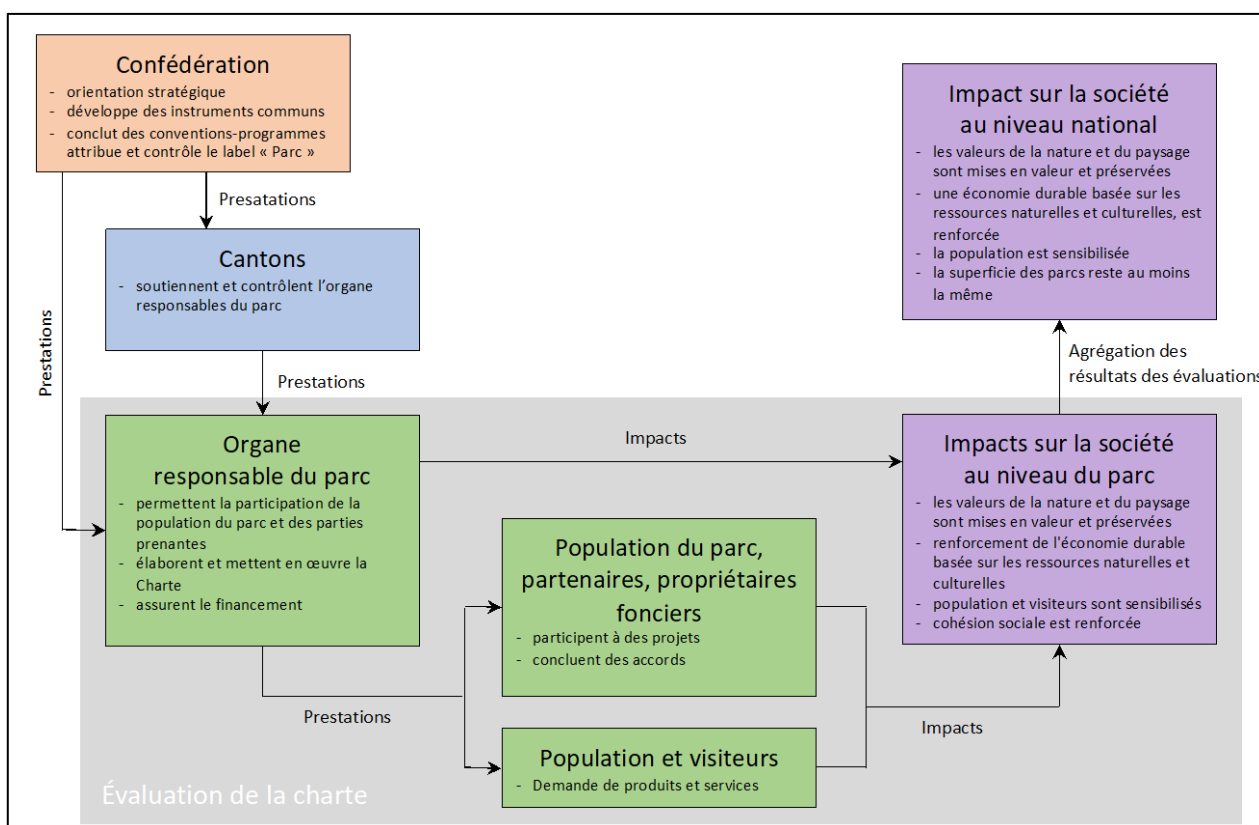 Confédération
- orientation stratégique
- développe des instruments communs
- conclut des conventions-programmes
attribue et contrôle le label « Parc »
Presatations
Prestations
Cantons
- soutiennent et contrôlent l'organe
responsables du parc
Prestations
Organe
responsable du parc
- permettent la participation de la
population du parc et des parties
prenantes
- élaborent et mettent en œuvre la
Charte
- assurent le financement
Impacts
Prestations
Population du parc,
partenaires, propriétaires
fonciers
- participent à des projets
- concluent des accords
Population et visiteurs
- Demande de produits et services
Impacts
Impact sur la société
au niveau national
- les valeurs de la nature et du paysage
sont mises en valeur et préservées
- une économie durable basée sur les
ressources naturelles et culturelles, est
renforcée
- la population est sensibilisée
- la superficie des parcs reste au moins
la même
Agrégation des
résultats des évaluations
Impacts sur la société
au niveau du parc
- les valeurs de la nature et du paysage
sont mises en valeur et préservées
- renforcement de l'économie durable
basée sur les ressources naturelles et
culturelles
- population et visiteurs sont sensibilisés
- cohésion sociale est renforcée
Évaluation de la charte